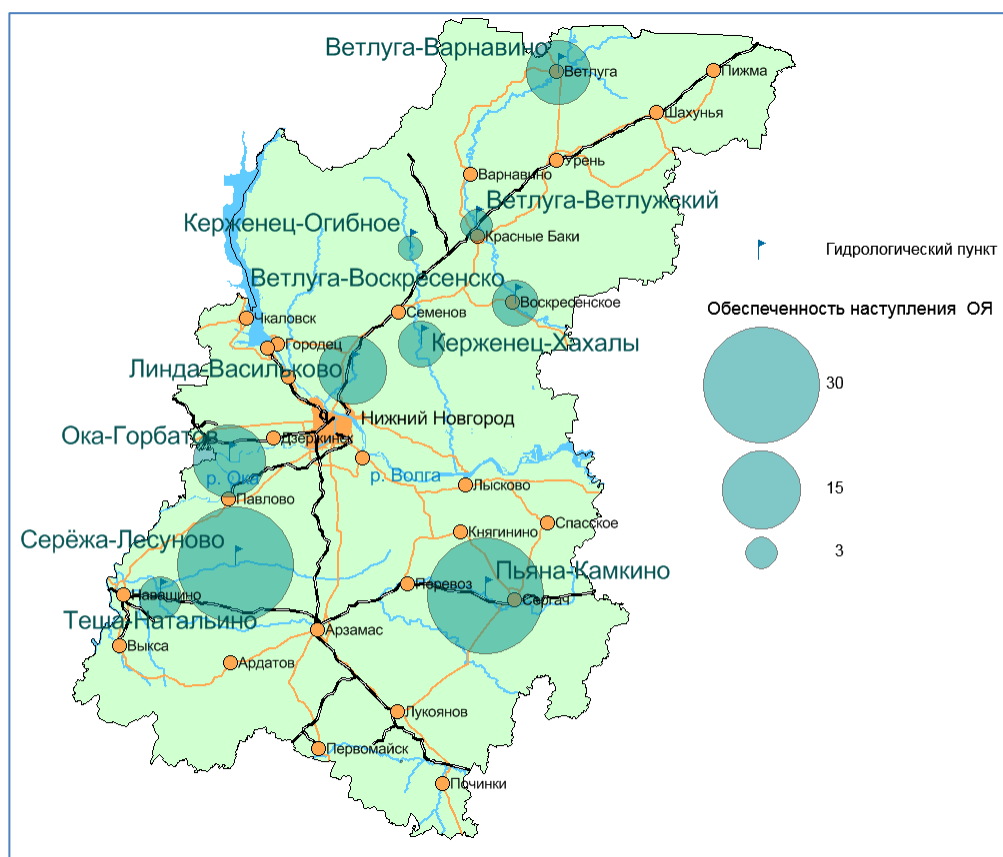 Ветлуга-Варнавино
Ветлуга
Пижма
Шахунья
Урень
Варнавино
Ветлуга-Ветлужский
Керженец-Огибное
Красные Баки
Гидрологический пункт
Ветлуга-Воскресенско
Воскресенское
Обеспеченность наступления ОЯ
Семенов
Чкаловск
Керженец-Хахалы
Городец
Линда-Васильково
30
Нижний Новгород
Ока-Горбатов
Дзержинск
р. Ока
р. Волга
Лысково
15
Павлово
Спасское
Княгинино
Серёжа-Лесуново
3
Пьяна-Камкино
Перевоз
Навашино
Сергач
Теша-Натальино
Арзамас
Выкса
Ардатов
Лукоянов
Первомайск
Починки